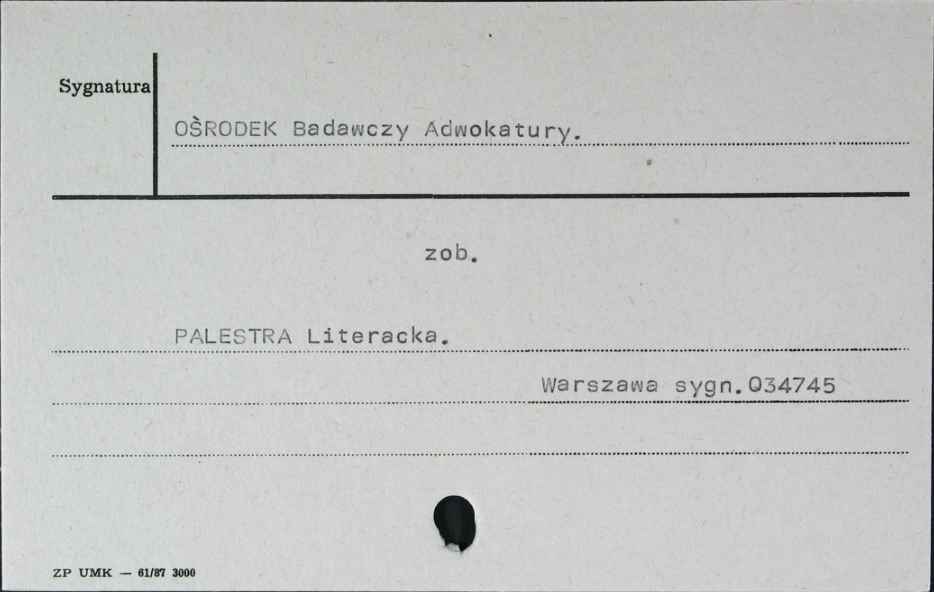 Sygnatura
OŚRODEK Badawczy Adwokatury.
zob.
PALESTRA Literacka.
Warszawa sygn.034745
ZP UMK — 61/87 3000